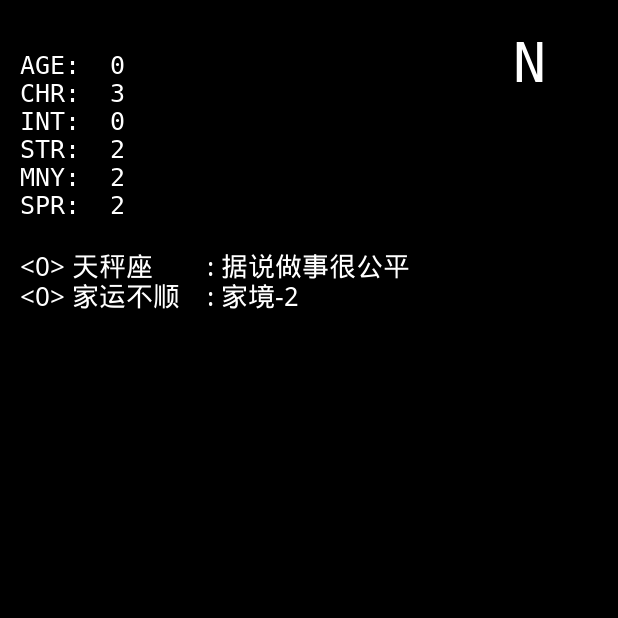 N
AGE: 0
CHR: 3
INT: 0
STR: 2
MNY: 2
SPR: 2
<O> 天秤座 : 据说做事很公平
<O> 家运不顺 : 家境-2